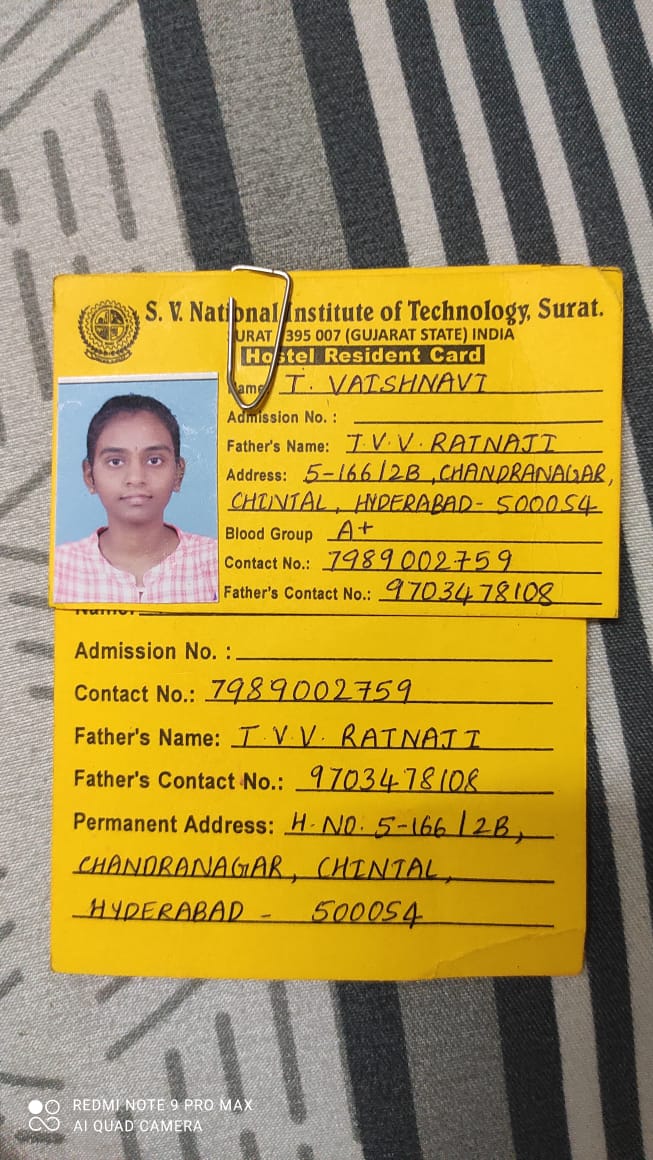 S. V. National Institute of Technology, Surat.
SURAT 395 007 (GUJARAT STATE) INDIA
Hostel Resident Card
Name T. VAISHNAVI
Admission No. :
Father's Name: T.V.V. RATNAJI
Address: 5-166/2B, CHANDRANAGAR,
CHINTAL, HYDERABAD- 500054
Blood Group A+
Contact No.: 7989002759
Father's Contact No.: 9703478108
Name:
Admission No. :
Contact No.: 7989002759
Father's Name: T.V.V. RATNAJI
Father's Contact No.: 9703478108
Permanent Address: H.NO: 5-166/2B,
CHANDRANAGAR, CHINTAL,
HYDERABAD - 500054
REDMI NOTE 9 PRO MAX
AI QUAD CAMERA